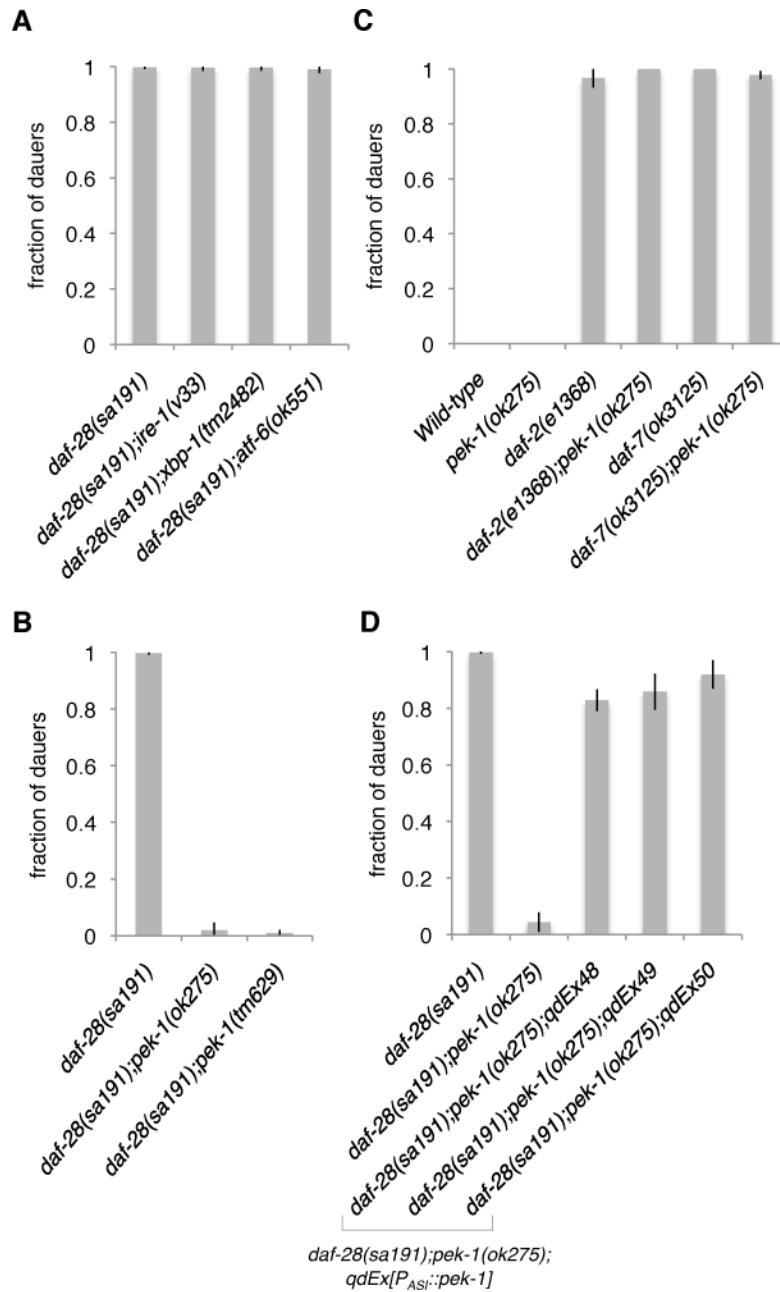 A
fraction of dauers
1
0.8
0.6
0.4
0.2
0
daf-28(sa191)
daf-28(sa191);ire-1(v33)
daf-28(sa191);xbp-1(tm2482)
daf-28(sa191);atf-6(ok551)
C
fraction of dauers
1
0.8
0.6
0.4
0.2
0
Wild-type
pek-1(ok275)
daf-2(e1368)
daf-2(e1368);pek-1(ok275)
daf-7(ok3125)
daf-7(ok3125);pek-1(ok275)
B
fraction of dauers
1
0.8
0.6
0.4
0.2
0
daf-28(sa191)
daf-28(sa191);pek-1(ok275)
daf-28(sa191);pek-1(tm629)
D
fraction of dauers
1
0.8
0.6
0.4
0.2
0
daf-28(sa191)
daf-28(sa191);pek-1(ok275)
daf-28(sa191);pek-1(ok275);qdEx48
daf-28(sa191);pek-1(ok275);qdEx49
daf-28(sa191);pek-1(ok275);qdEx50
daf-28(sa191);pek-1(ok275);
qdEx[PASI::pek-1]